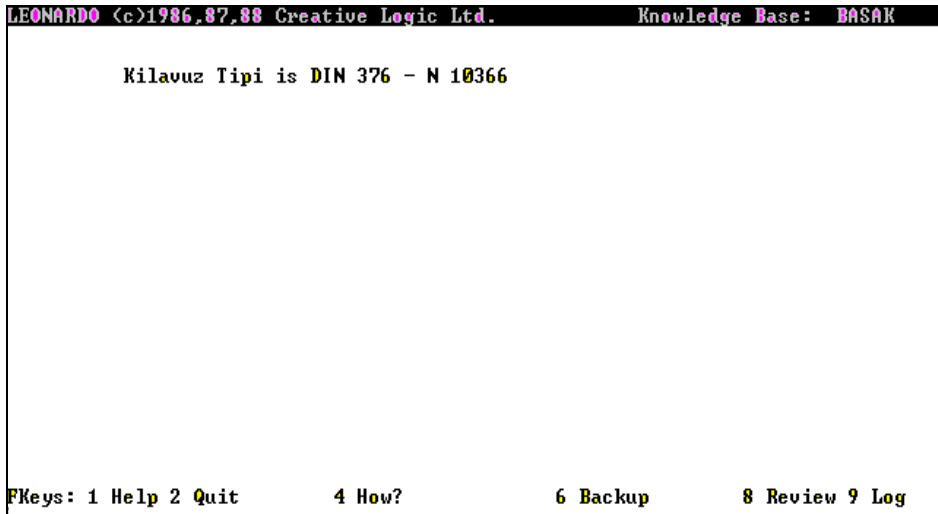 LEONARDO (c)1986,87,88 Creative Logic Ltd. Knowledge Base: BASAK
Kilavuz Tipi is DIN 376 - N 10366
FKeys: 1 Help 2 Quit 4 How? 6 Backup 8 Review 9 Log